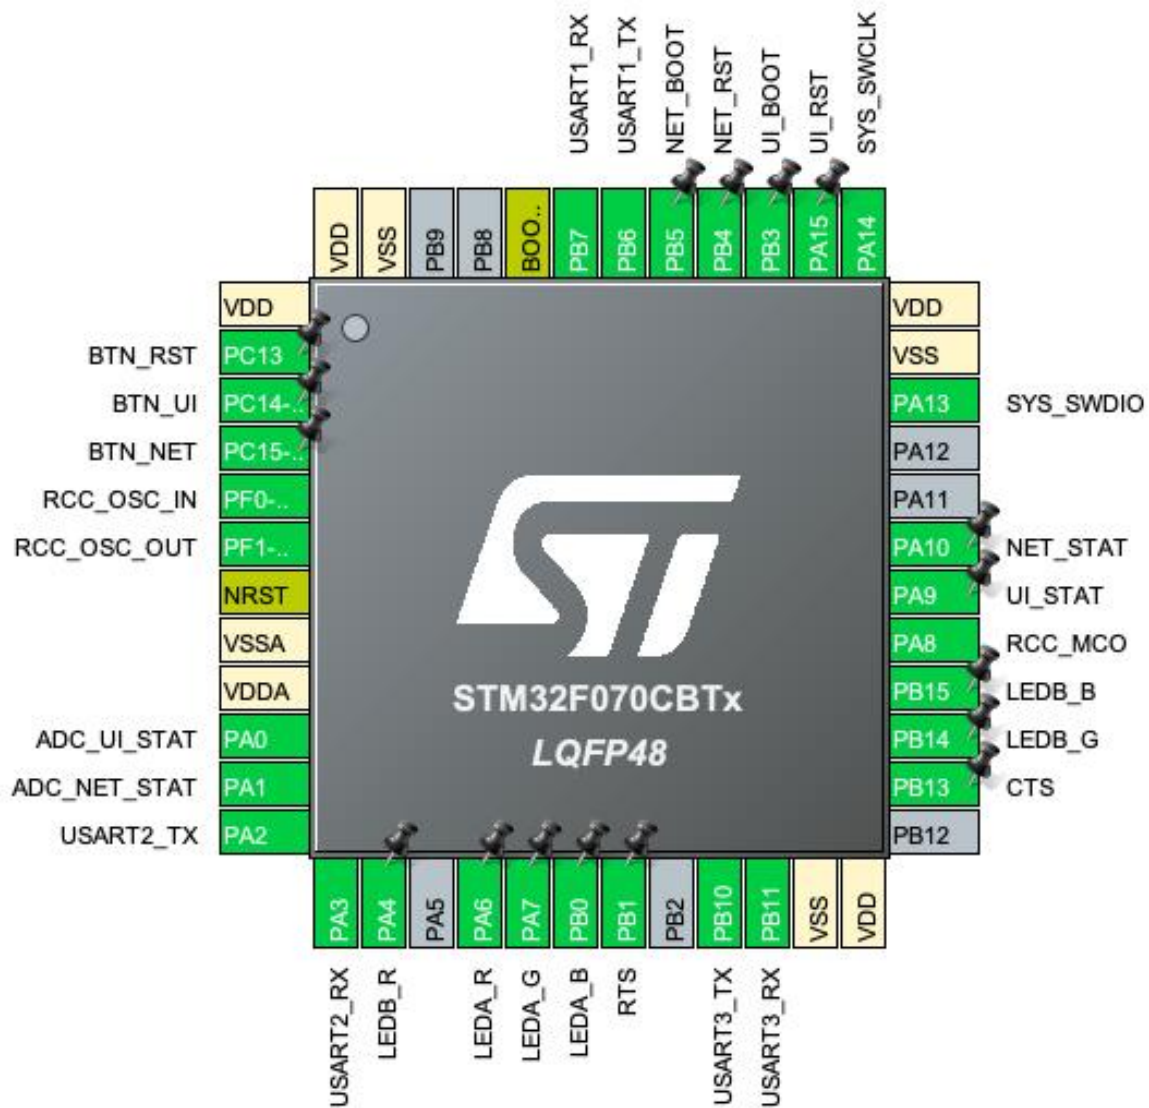 USART1_RX
USART1_TX
NET_BOOT
NET_RST
UI_BOOT
UI_RST
SYS_SWCLK
VDD
VSS
PB9
PB8
BOO..
PB7
PB6
PB5
PB4
PB3
PA15
PA14
VDD
BTN_RST PC13
BTN_UI PC14-..
BTN_NET PC15-..
RCC_OSC_IN PF0-..
RCC_OSC_OUT PF1-..
NRST
VSSA
VDDA
ADC_UI_STAT PA0
ADC_NET_STAT PA1
USART2_TX PA2
ST
STM32F070CBTx
LQFP48
VDD
VSS
PA13 SYS_SWDIO
PA12
PA11
PA10 NET_STAT
PA9 UI_STAT
PA8 RCC_MCO
PB15 LEDB_B
PB14 LEDB_G
PB13 CTS
PB12
PA3
PA4
PA5
PA6
PA7
PB0
PB1
PB2
PB10
PB11
VSS
VDD
USART2_RX
LEDB_R
LEDA_R
LEDA_G
LEDA_B
RTS
USART3_TX
USART3_RX